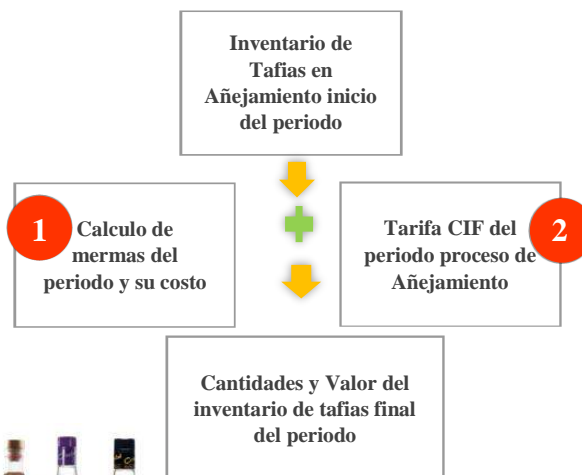 Inventario de
Tafias en
Añejamiento inicio
del periodo
1
Calculo de
mermas del
periodo y su costo
Tarifa CIF del
periodo proceso de
Añejamiento
2
Cantidades y Valor del
inventario de tafias final
del periodo